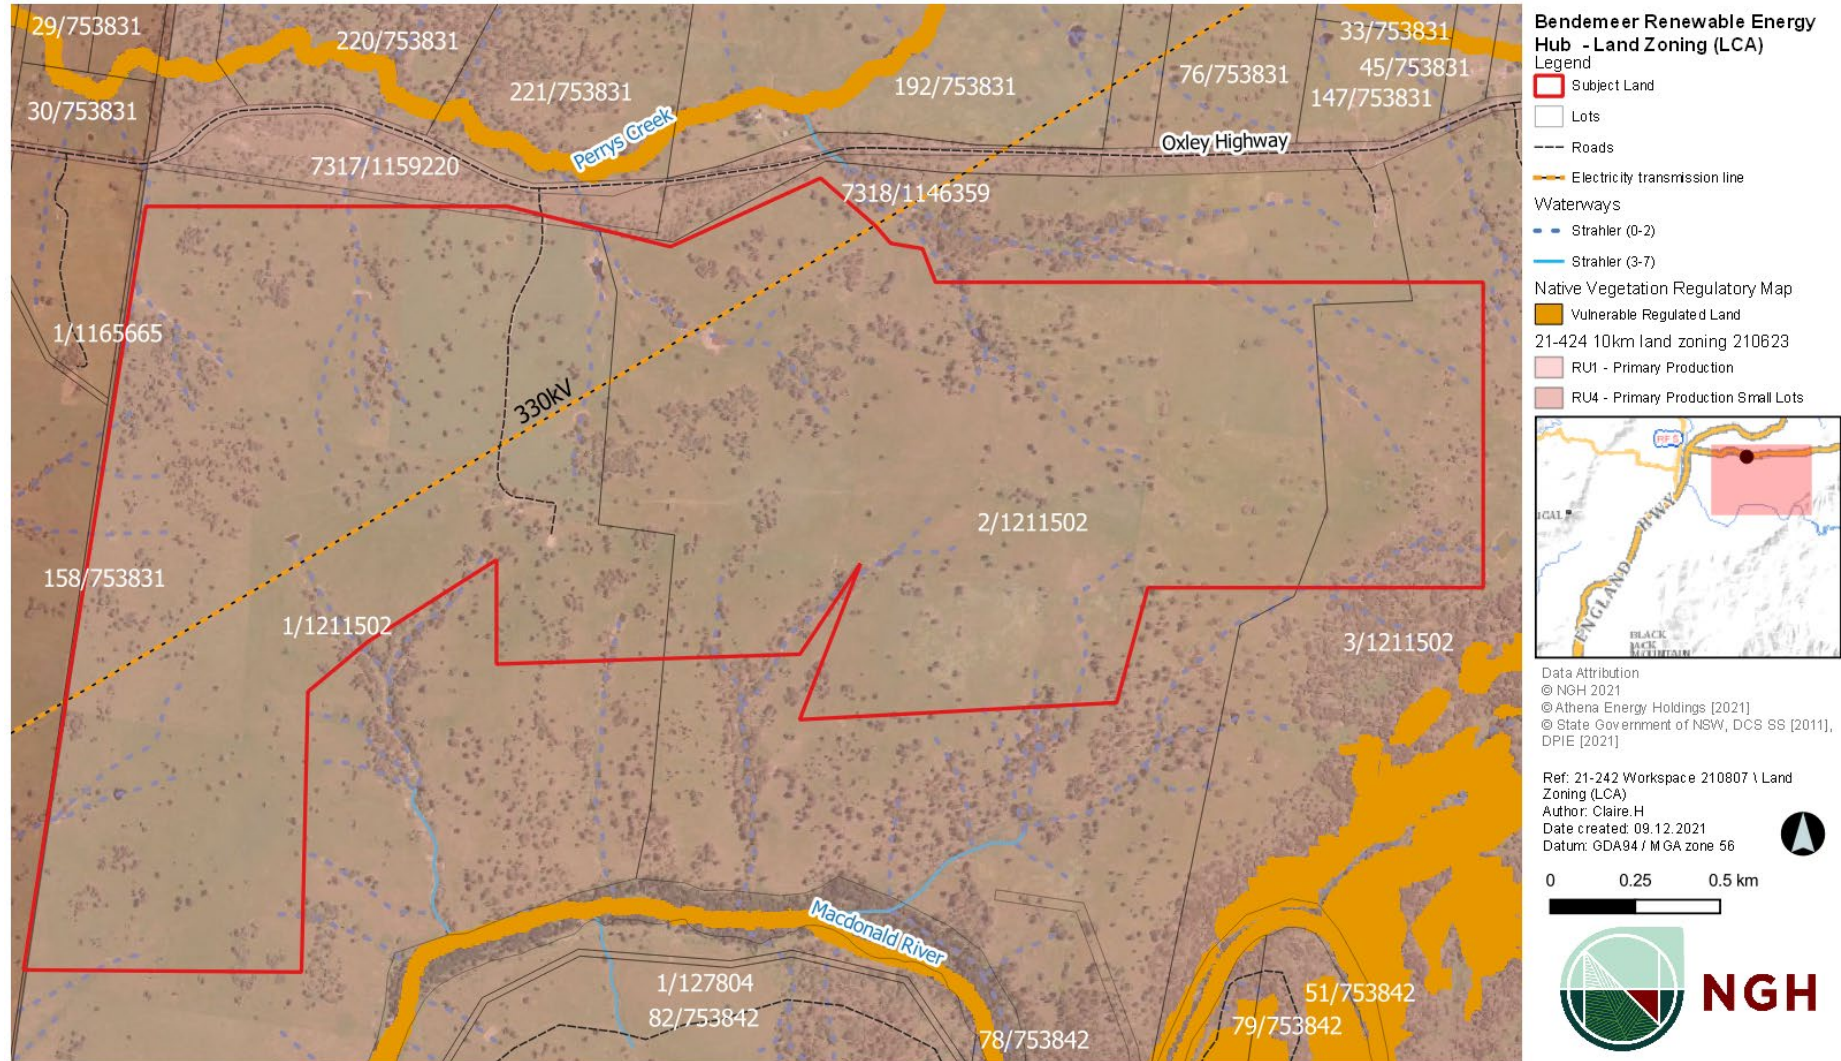 29/753831
220/753831
33/753831
45/753831
76/753831
192/753831
221/753831
147/753831
30/753831
Perrys Creek
Oxley Highway
7317/1159220
7318/1146359
1/1165665
330kV
2/1211502
158/753831
1/1211502
3/1211502
Macdonald River
1/127804
82/753842
78/753842
51/753842
79/753842
Bendemeer Renewable Energy
Hub - Land Zoning (LCA)
Legend
Subject Land
Lots
Roads
Electricity transmission line
Waterways
Strahler (0-2)
Strahler (3-7)
Native Vegetation Regulatory Map
Vulnerable Regulated Land
21-424 10km land zoning 210623
RU1 - Primary Production
RU4 - Primary Production Small Lots
RFS
ENGLAND HWY
BLACK
JACK
MOUNTAIN
Data Attribution
© NGH 2021
© Athena Energy Holdings [2021]
© State Government of NSW, DCS SS [2011],
DPIE [2021]
Ref: 21-242 Workspace 210807 \ Land
Zoning (LCA)
Author: Claire.H
Date created: 09.12.2021
Datum: GDA94 / MGA zone 56
0 0.25 0.5 km
NGH